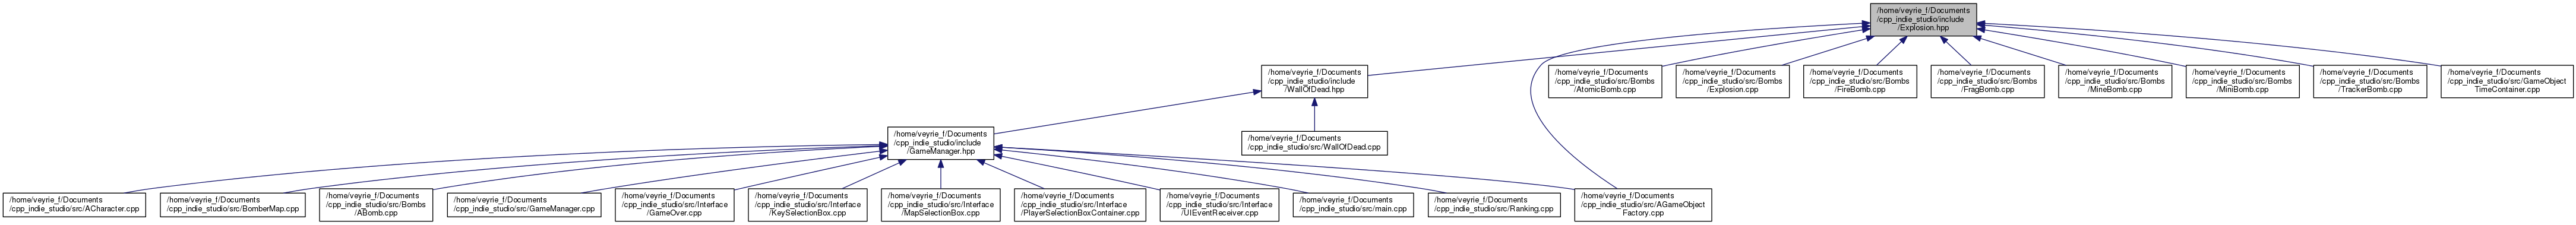 /home/veyrie_f/Documents
/cpp_indie_studio/include
/Explosion.hpp
/home/veyrie_f/Documents
/cpp_indie_studio/include
/WallOfDead.hpp
/home/veyrie_f/Documents
/cpp_indie_studio/src/Bombs
/AtomicBomb.cpp
/home/veyrie_f/Documents
/cpp_indie_studio/src/Bombs
/Explosion.cpp
/home/veyrie_f/Documents
/cpp_indie_studio/src/Bombs
/FireBomb.cpp
/home/veyrie_f/Documents
/cpp_indie_studio/src/Bombs
/FragBomb.cpp
/home/veyrie_f/Documents
/cpp_indie_studio/src/Bombs
/MineBomb.cpp
/home/veyrie_f/Documents
/cpp_indie_studio/src/Bombs
/MiniBomb.cpp
/home/veyrie_f/Documents
/cpp_indie_studio/src/Bombs
/TrackerBomb.cpp
/home/veyrie_f/Documents
/cpp_indie_studio/src/GameObject
TimeContainer.cpp
/home/veyrie_f/Documents
/cpp_indie_studio/include
/GameManager.hpp
/home/veyrie_f/Documents
/cpp_indie_studio/src/WallOfDead.cpp
/home/veyrie_f/Documents
/cpp_indie_studio/src/ACharacter.cpp
/home/veyrie_f/Documents
/cpp_indie_studio/src/BomberMap.cpp
/home/veyrie_f/Documents
/cpp_indie_studio/src/Bombs
/ABomb.cpp
/home/veyrie_f/Documents
/cpp_indie_studio/src/GameManager.cpp
/home/veyrie_f/Documents
/cpp_indie_studio/src/Interface
/GameOver.cpp
/home/veyrie_f/Documents
/cpp_indie_studio/src/Interface
/KeySelectionBox.cpp
/home/veyrie_f/Documents
/cpp_indie_studio/src/Interface
/MapSelectionBox.cpp
/home/veyrie_f/Documents
/cpp_indie_studio/src/Interface
/PlayerSelectionBoxContainer.cpp
/home/veyrie_f/Documents
/cpp_indie_studio/src/Interface
/UIEventReceiver.cpp
/home/veyrie_f/Documents
/cpp_indie_studio/src/main.cpp
/home/veyrie_f/Documents
/cpp_indie_studio/src/Ranking.cpp
/home/veyrie_f/Documents
/cpp_indie_studio/src/AGameObject
Factory.cpp